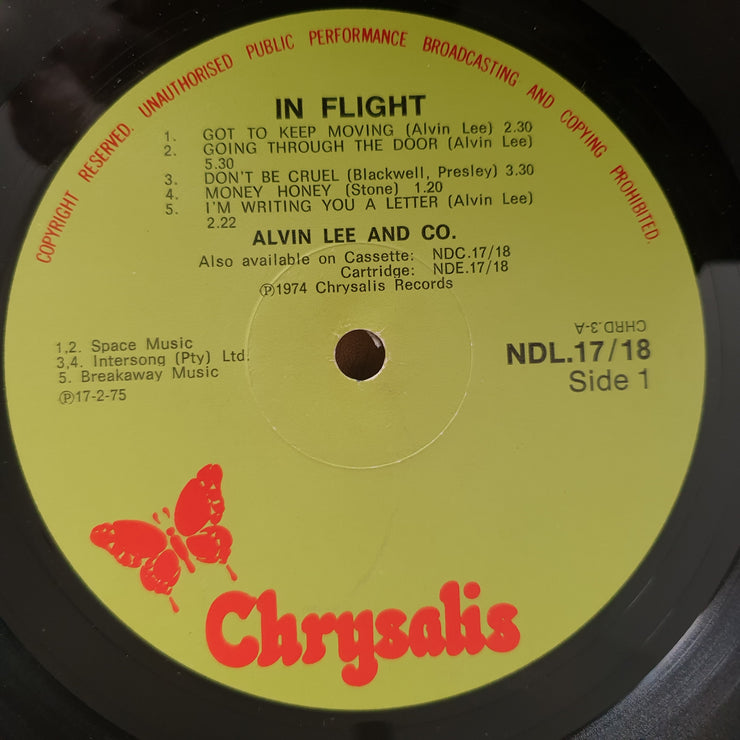 COPYRIGHT RESERVED. UNAUTHORISED PUBLIC PERFORMANCE BROADCASTING AND COPYING PROHIBITED.
IN FLIGHT
1. GOT TO KEEP MOVING (Alvin Lee) 2.30
2. GOING THROUGH THE DOOR (Alvin Lee)
5.30
3. DON'T BE CRUEL (Blackwell, Presley) 3.30
4. MONEY HONEY (Stone) 1.20
5. I'M WRITING YOU A LETTER (Alvin Lee)
2.22
ALVIN LEE AND CO.
Also available on Cassette: NDC.17/18
Cartridge: NDE.17/18
Ⓟ1974 Chrysalis Records
1,2. Space Music
3,4. Intersong (Pty) Ltd.
5. Breakaway Music
Ⓟ17-2-75
CHRD.3-A
NDL.17/18
Side 1
Chrysalis